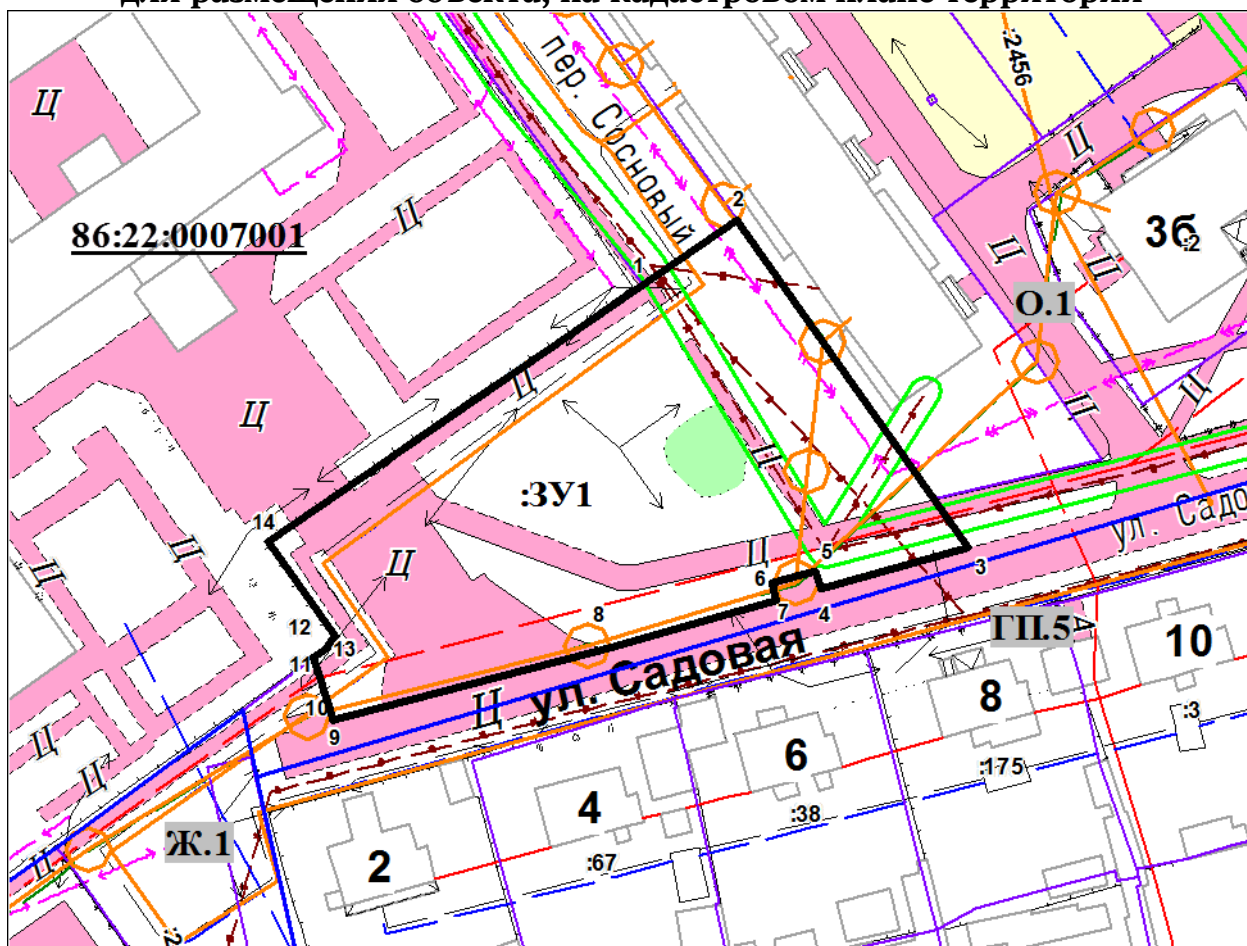 для размещения объекта, на кадастровом плане территории
:2456
пер. Сосновый
Ц
Ц
Ц
86:22:0007001
2
3б
:2
Ц
Ц
1
О.1
Ц
Ц
Ц
Ц
Ц
:ЗУ1
14
Ц
Ц
Ц
Ц
5
ул. Садо
6
3
7
4
8
12
13
ГП.5
11
10
ул. Садовая
10
9
Ц
8
Ц
Ц
6
:3
:175
4
:38
Ж.1
2
:67
Ц
:2